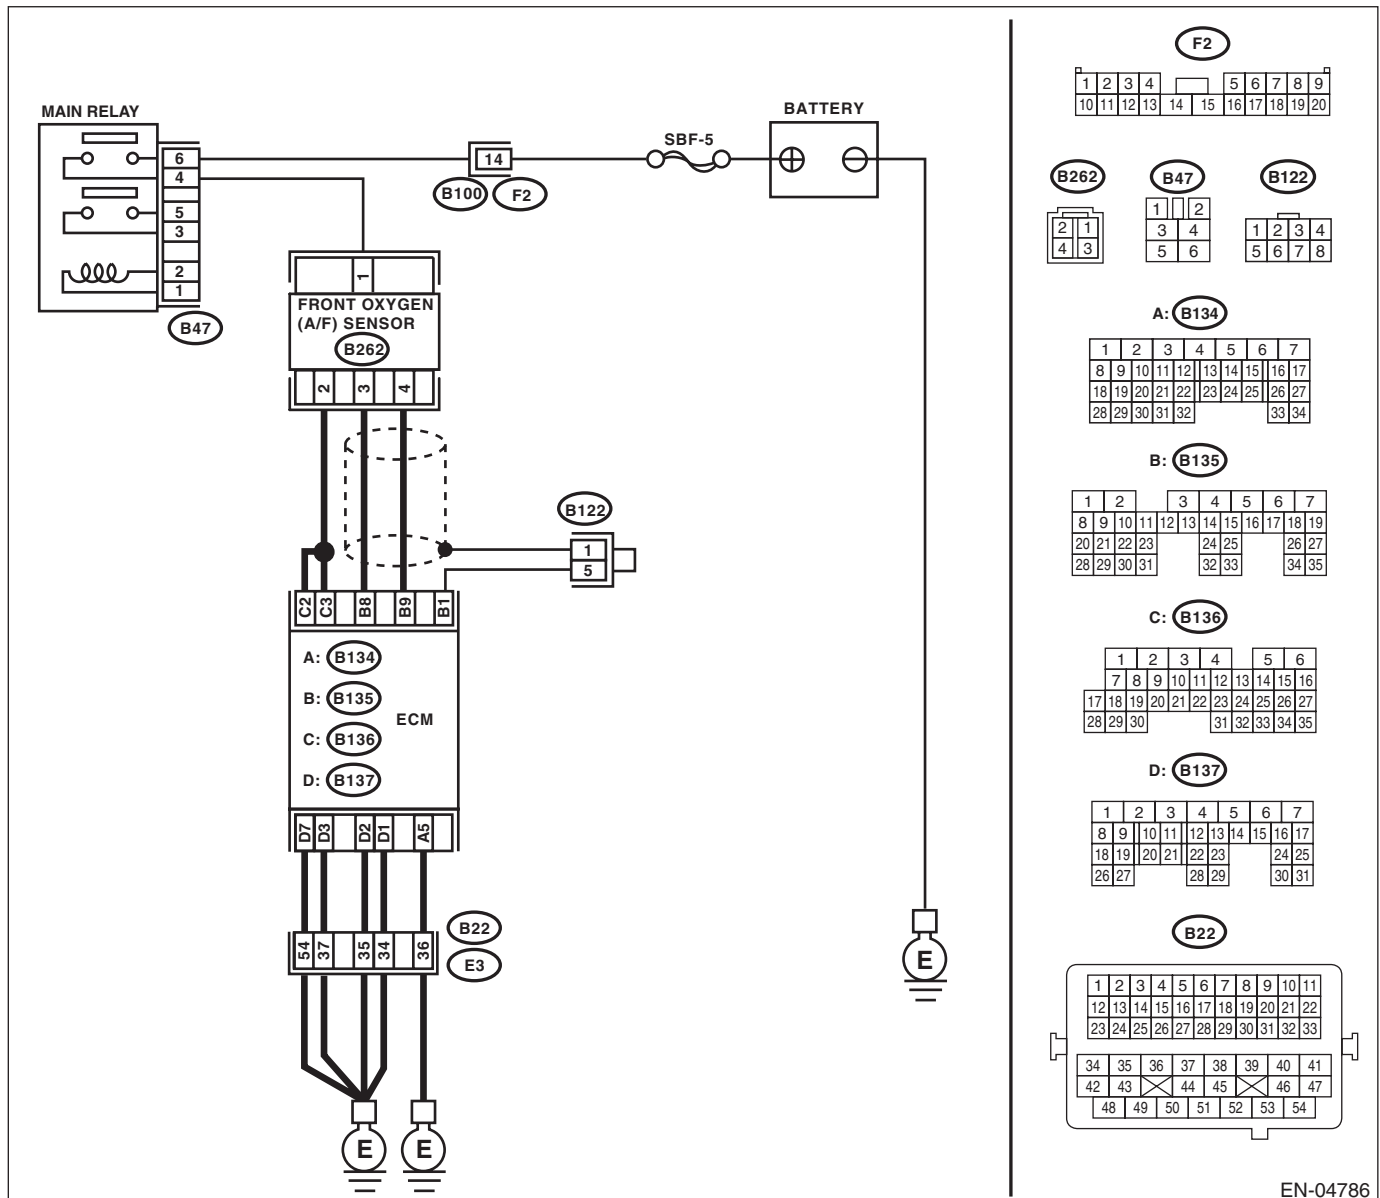 MAIN RELAY
6
4
5
3
2
1
B47
14
B100 F2
SBF-5
BATTERY
1
FRONT OXYGEN
(A/F) SENSOR
B262
2 3 4
B122
1
5
C2 C3 B8 B9 B1
A: B134
B: B135
ECM
C: B136
D: B137
D7 D3 D2 D1 A5
B22
54 37 35 34 36
E3
E E
E
F2
1 2 3 4 5 6 7 8 9
10 11 12 13 14 15 16 17 18 19 20
B262 B47 B122
2 1
4 3
1 2
3 4
5 6
1 2 3 4
5 6 7 8
A: B134
1 2 3 4 5 6 7
8 9 10 11 12 13 14 15 16 17
18 19 20 21 22 23 24 25 26 27
28 29 30 31 32 33 34
B: B135
1 2 3 4 5 6 7
8 9 10 11 12 13 14 15 16 17 18 19
20 21 22 23 24 25 26 27
28 29 30 31 32 33 34 35
C: B136
1 2 3 4 5 6
7 8 9 10 11 12 13 14 15 16
17 18 19 20 21 22 23 24 25 26 27
28 29 30 31 32 33 34 35
D: B137
1 2 3 4 5 6 7
8 9 10 11 12 13 14 15 16 17
18 19 20 21 22 23 24 25
26 27 28 29 30 31
B22
1 2 3 4 5 6 7 8 9 10 11
12 13 14 15 16 17 18 19 20 21 22
23 24 25 26 27 28 29 30 31 32 33
34 35 36 37 38 39 40 41
42 43 44 45 46 47
48 49 50 51 52 53 54
EN-04786